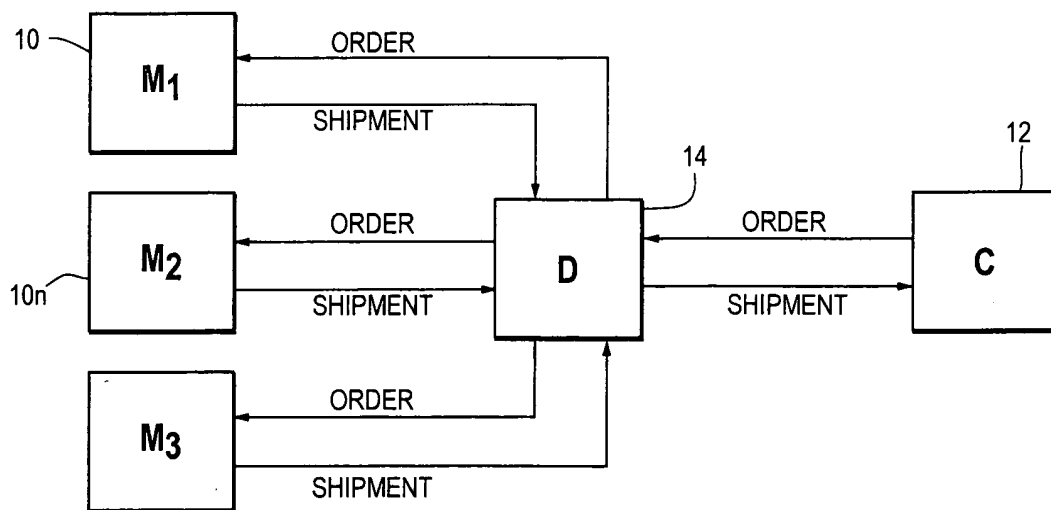 10
M1
ORDER
SHIPMENT
14
12
M2
10n
ORDER
SHIPMENT
D
ORDER
SHIPMENT
C
M3
ORDER
SHIPMENT